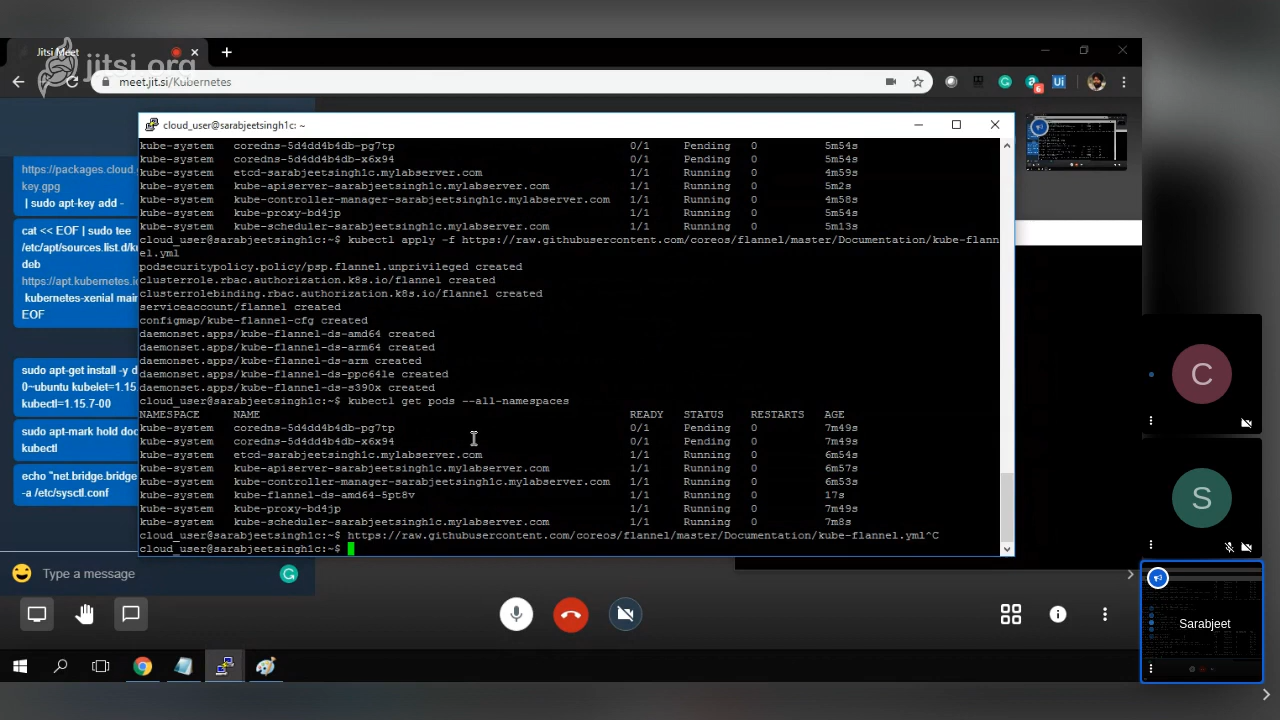 Jitsi Meet
jitsi.org
meet.jit.si/Kubernetes
6
Ui
https://packages.cloud.g
key.gpg
| sudo apt-key add -
cat << EOF | sudo tee
/etc/apt/sources.list.d/ku
deb
https://apt.kubernetes.io
kubernetes-xenial main
EOF
sudo apt-get install -y d
0~ubuntu kubelet=1.15.
kubectl=1.15.7-00
sudo apt-mark hold doc
kubectl
echo "net.bridge.bridge
-a /etc/sysctl.conf
Type a message
cloud_user@sarabjeetsingh1c: ~
kube-system coredns-5d4dd4b4db-pg7tp 0/1 Pending 0 5m54s
kube-system coredns-5d4dd4b4db-x6x94 0/1 Pending 0 5m54s
kube-system etcd-sarabjeetsingh1c.mylabserver.com 1/1 Running 0 4m59s
kube-system kube-apiserver-sarabjeetsingh1c.mylabserver.com 1/1 Running 0 5m2s
kube-system kube-controller-manager-sarabjeetsingh1c.mylabserver.com 1/1 Running 0 4m58s
kube-system kube-proxy-bd4jp 1/1 Running 0 5m54s
kube-system kube-scheduler-sarabjeetsingh1c.mylabserver.com 1/1 Running 0 5m13s
cloud_user@sarabjeetsingh1c:~$ kubectl apply -f https://raw.githubusercontent.com/coreos/flannel/master/Documentation/kube-flann
el.yml
podsecuritypolicy.policy/psp.flannel.unprivileged created
clusterrole.rbac.authorization.k8s.io/flannel created
clusterrolebinding.rbac.authorization.k8s.io/flannel created
serviceaccount/flannel created
configmap/kube-flannel-cfg created
daemonset.apps/kube-flannel-ds-amd64 created
daemonset.apps/kube-flannel-ds-arm64 created
daemonset.apps/kube-flannel-ds-arm created
daemonset.apps/kube-flannel-ds-ppc64le created
daemonset.apps/kube-flannel-ds-s390x created
cloud_user@sarabjeetsingh1c:~$ kubectl get pods --all-namespaces
NAMESPACE NAME READY STATUS RESTARTS AGE
kube-system coredns-5d4dd4b4db-pg7tp 0/1 Pending 0 7m49s
kube-system coredns-5d4dd4b4db-x6x94 0/1 Pending 0 7m49s
kube-system etcd-sarabjeetsingh1c.mylabserver.com 1/1 Running 0 6m54s
kube-system kube-apiserver-sarabjeetsingh1c.mylabserver.com 1/1 Running 0 6m57s
kube-system kube-controller-manager-sarabjeetsingh1c.mylabserver.com 1/1 Running 0 6m53s
kube-system kube-flannel-ds-amd64-5pt8v 1/1 Running 0 17s
kube-system kube-proxy-bd4jp 1/1 Running 0 7m49s
kube-system kube-scheduler-sarabjeetsingh1c.mylabserver.com 1/1 Running 0 7m8s
cloud_user@sarabjeetsingh1c:~$ https://raw.githubusercontent.com/coreos/flannel/master/Documentation/kube-flannel.yml^C
cloud_user@sarabjeetsingh1c:~$
C
S
Sarabjeet